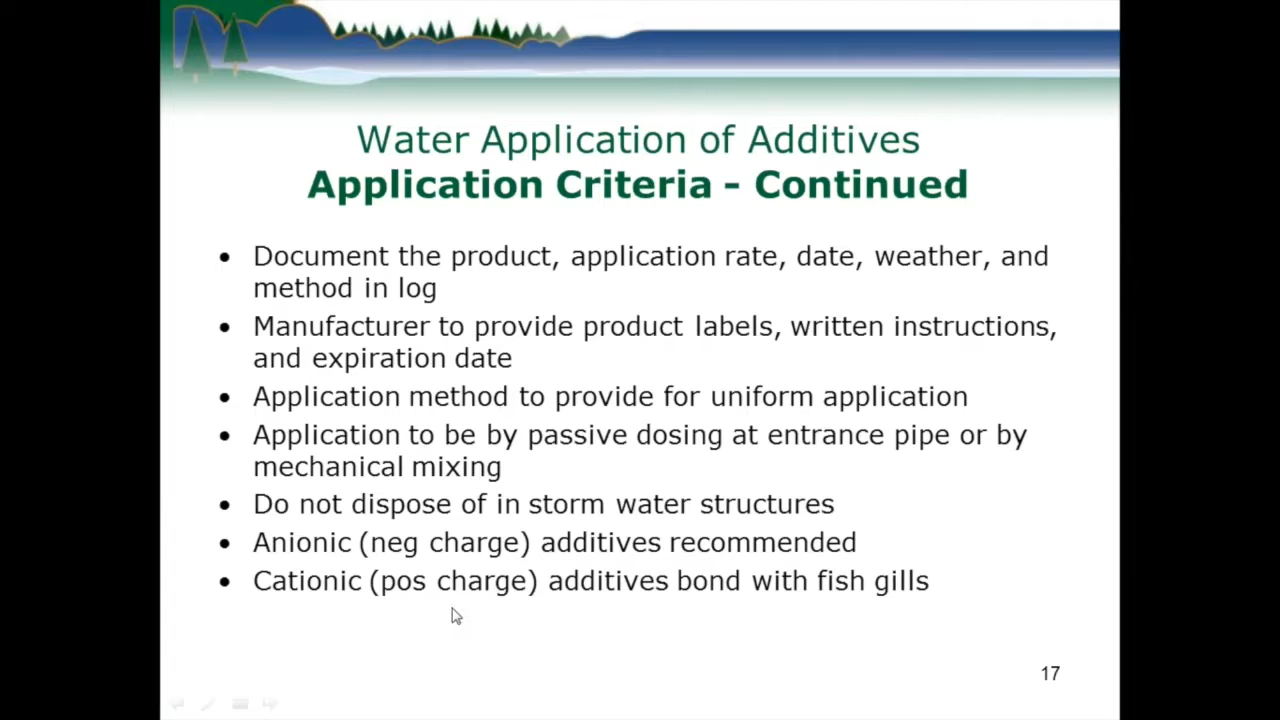 Water Application of Additives
Application Criteria - Continued
• Document the product, application rate, date, weather, and
method in log
• Manufacturer to provide product labels, written instructions,
and expiration date
• Application method to provide for uniform application
• Application to be by passive dosing at entrance pipe or by
mechanical mixing
• Do not dispose of in storm water structures
• Anionic (neg charge) additives recommended
• Cationic (pos charge) additives bond with fish gills
17